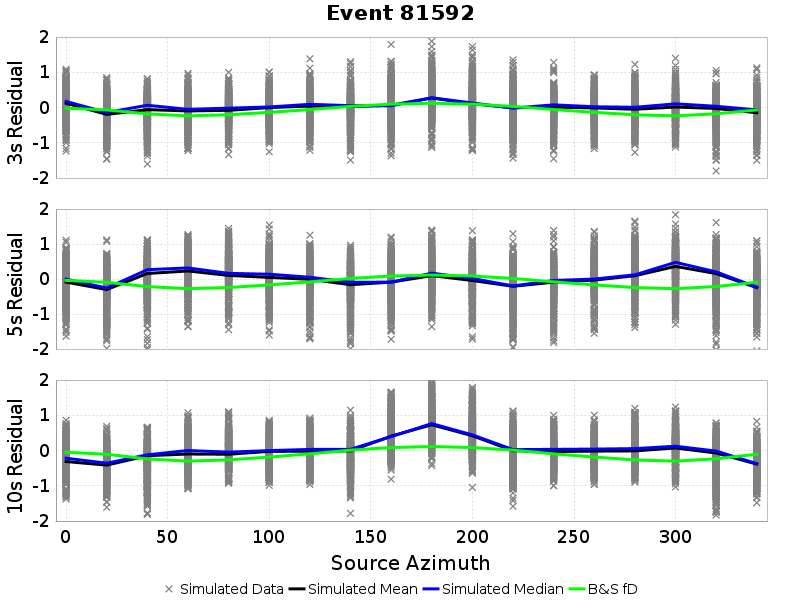 Event 81592
3s Residual
2
1
0
-1
-2
5s Residual
2
1
0
-1
-2
10s Residual
2
1
0
-1
-2
0 50 100 150 200 250 300
Source Azimuth
Simulated Data Simulated Mean Simulated Median B&S fD